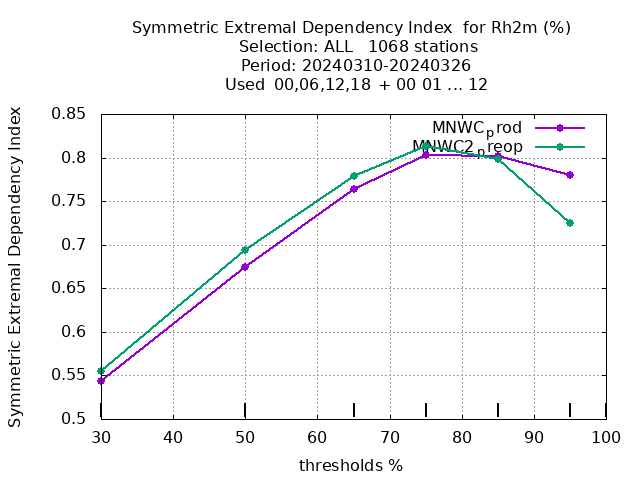 Symmetric Extremal Dependency Index for Rh2m (%)
Selection: ALL 1068 stations
Period: 20240310-20240326
Used 00,06,12,18 + 00 01 ... 12
Symmetric Extremal Dependency Index
0.85
0.8
0.75
0.7
0.65
0.6
0.55
0.5
MNWCprod
MNWC2preop
30 40 50 60 70 80 90 100
thresholds %